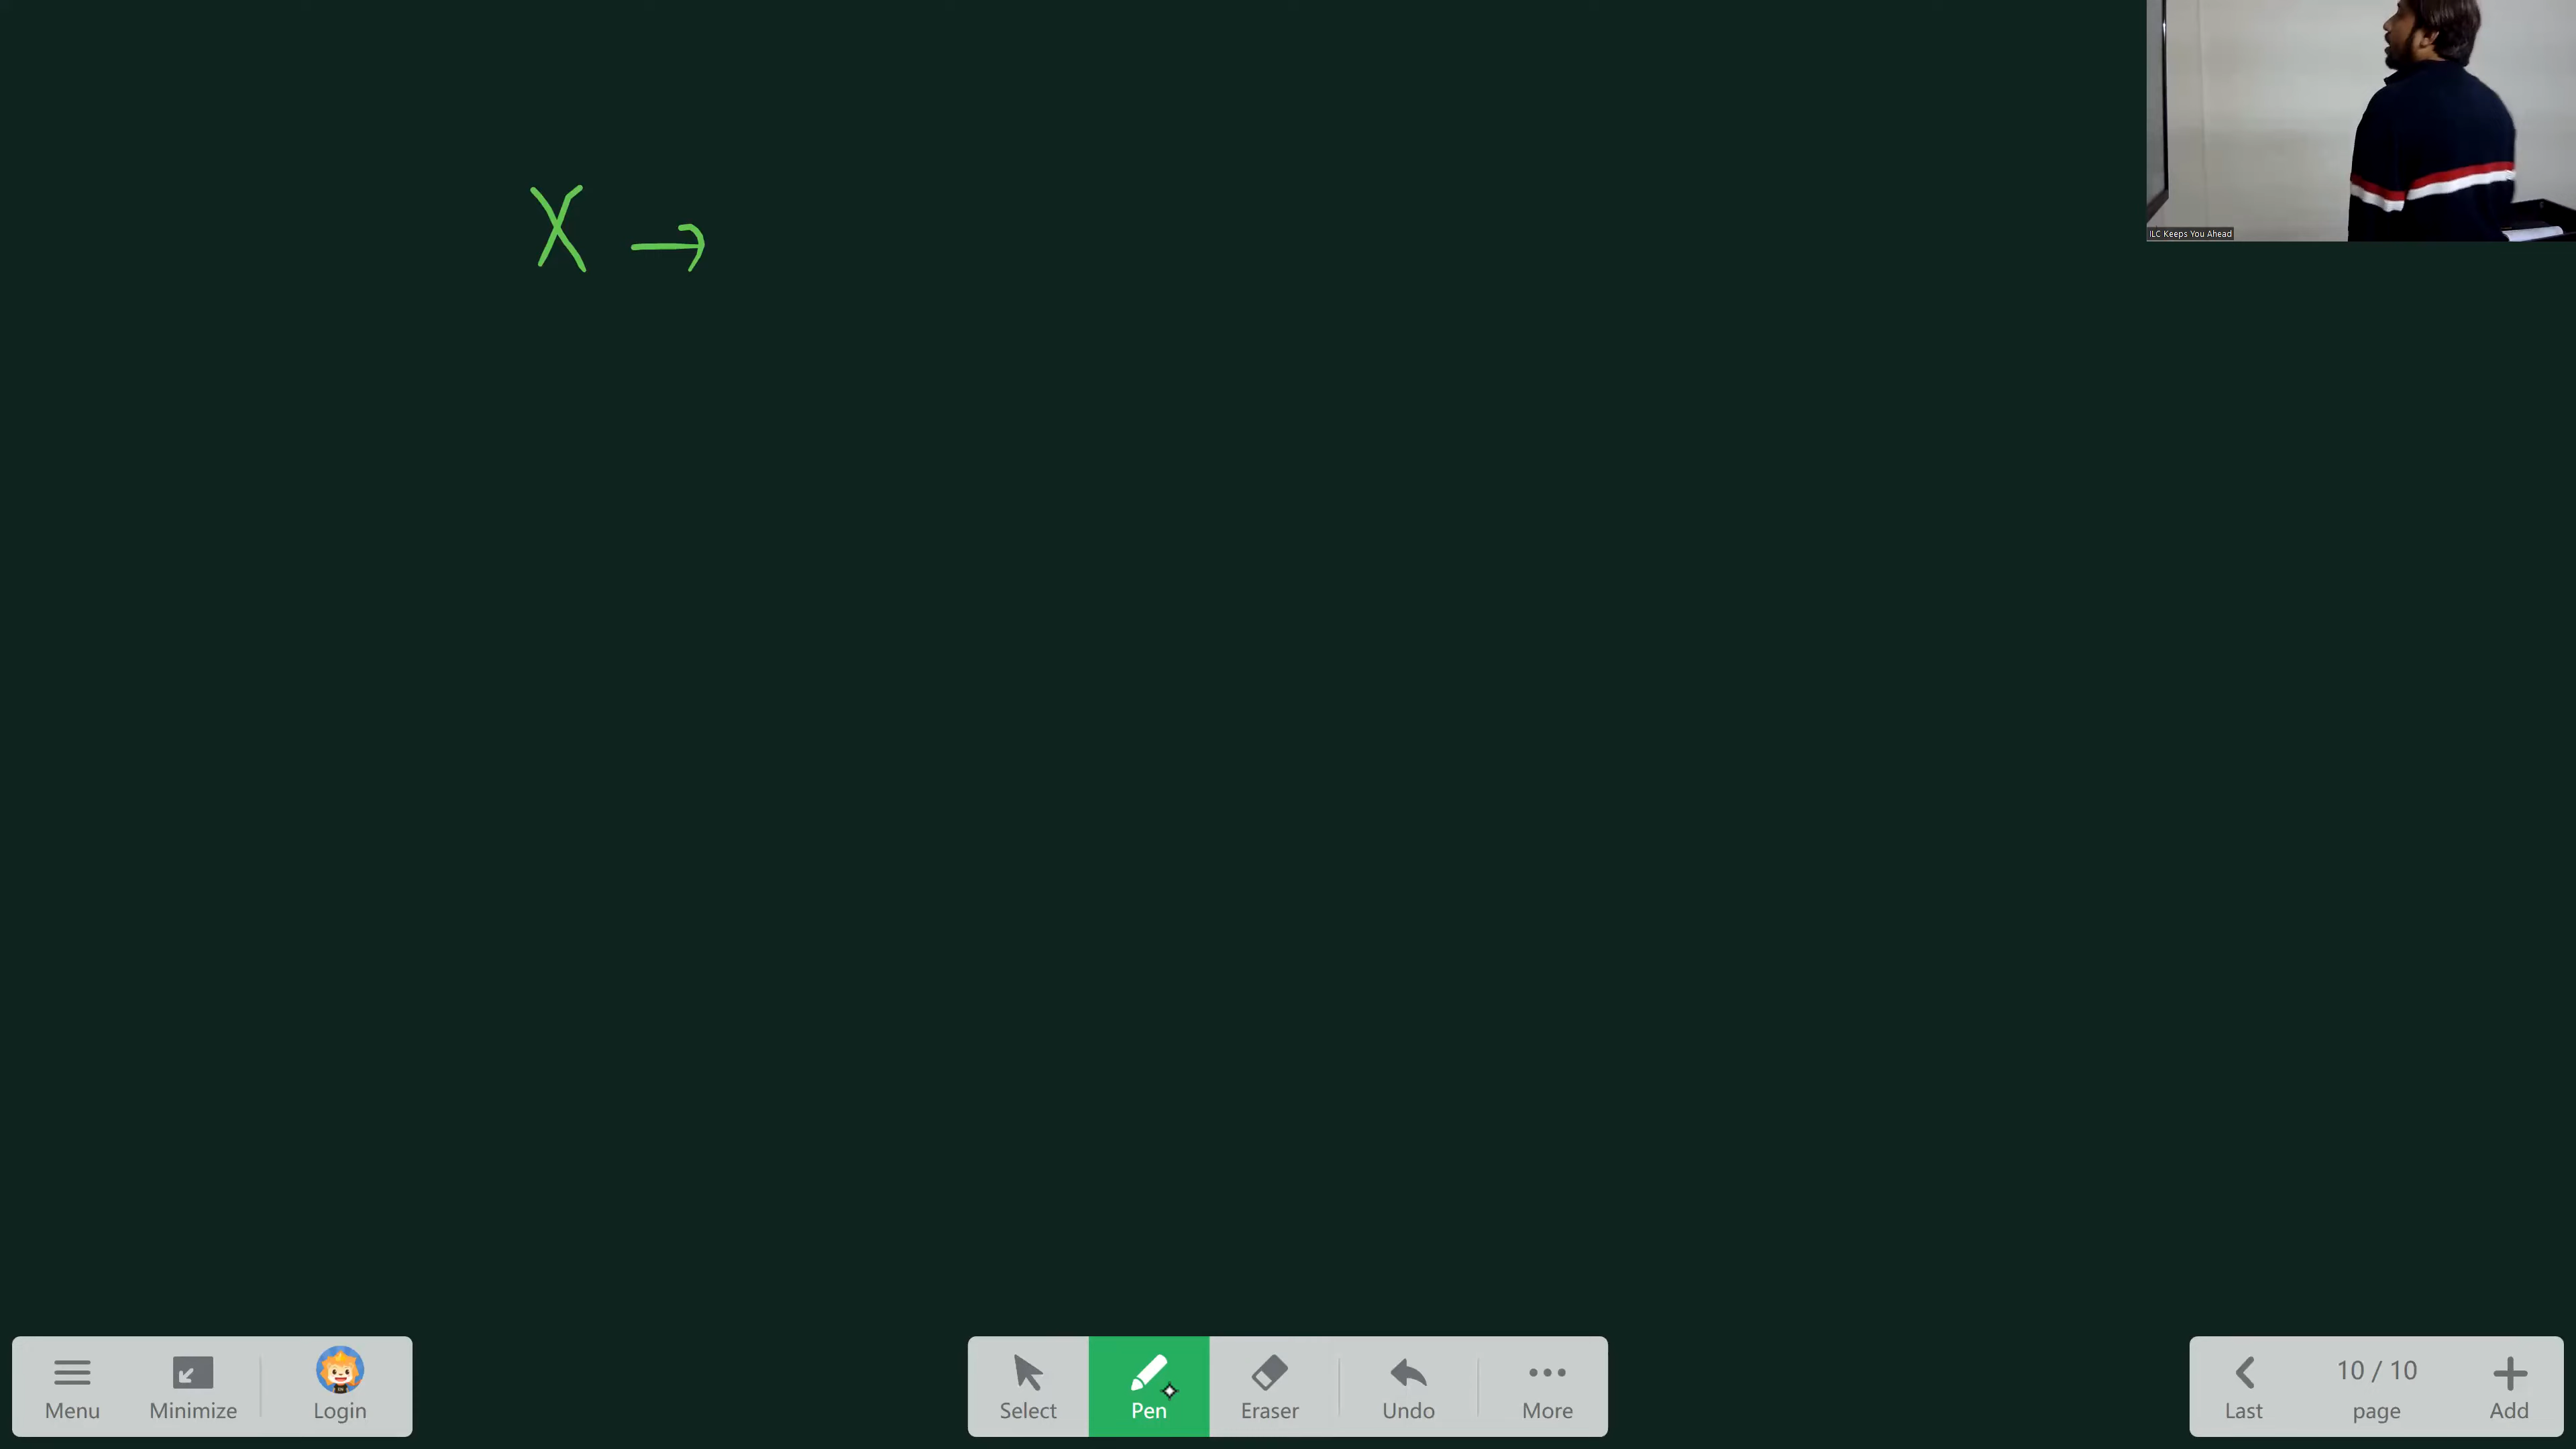 X →
ILC Keeps You Ahead
Menu
Minimize
Login
Select
Pen
Eraser
Undo
More
Last
10 / 10
page
Add